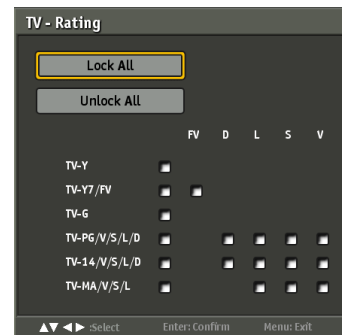 TV - Rating
Lock All
Unlock All
FV D L S V
TV-Y
TV-Y7/FV
TV-G
TV-PG/V/S/L/D
TV-14/V/S/L/D
TV-MA/V/S/L
▲▼ ◀▶ :Select Enter: Confirm Menu: Exit